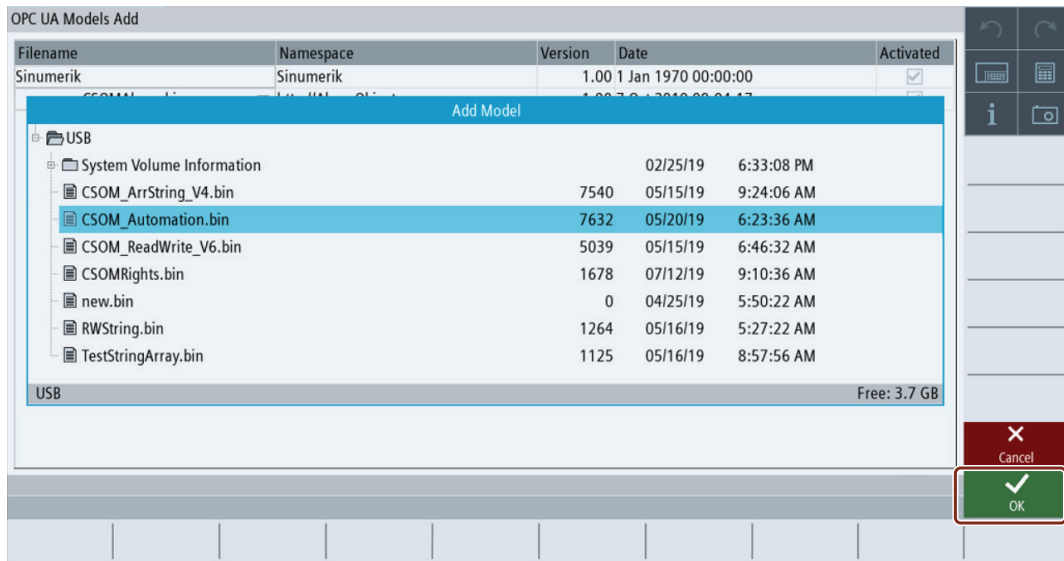 OPC UA Models Add
Filename Namespace Version Date Activated
Sinumerik Sinumerik 1.00 1 Jan 1970 00:00:00
Add Model
USB
System Volume Information 02/25/19 6:33:08 PM
CSOM_ArrString_V4.bin 7540 05/15/19 9:24:06 AM
CSOM_Automation.bin 7632 05/20/19 6:23:36 AM
CSOM_ReadWrite_V6.bin 5039 05/15/19 6:46:32 AM
CSOMRights.bin 1678 07/12/19 9:10:36 AM
new.bin 0 04/25/19 5:50:22 AM
RWString.bin 1264 05/16/19 5:27:22 AM
TestStringArray.bin 1125 05/16/19 8:57:56 AM
USB Free: 3.7 GB
Cancel
OK